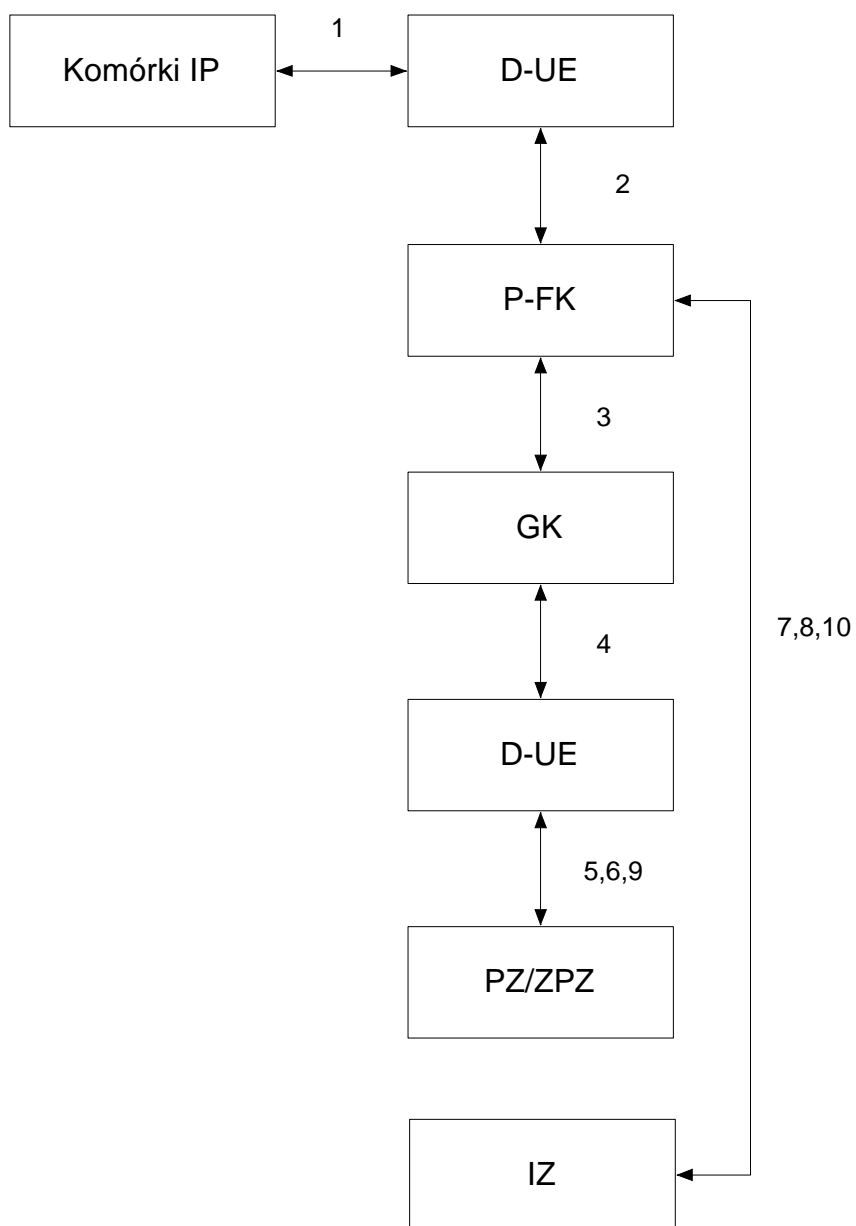 1
Komórki IP
D-UE
2
P-FK
3
GK
7,8,10
4
D-UE
5,6,9
PZ/ZPZ
IZ